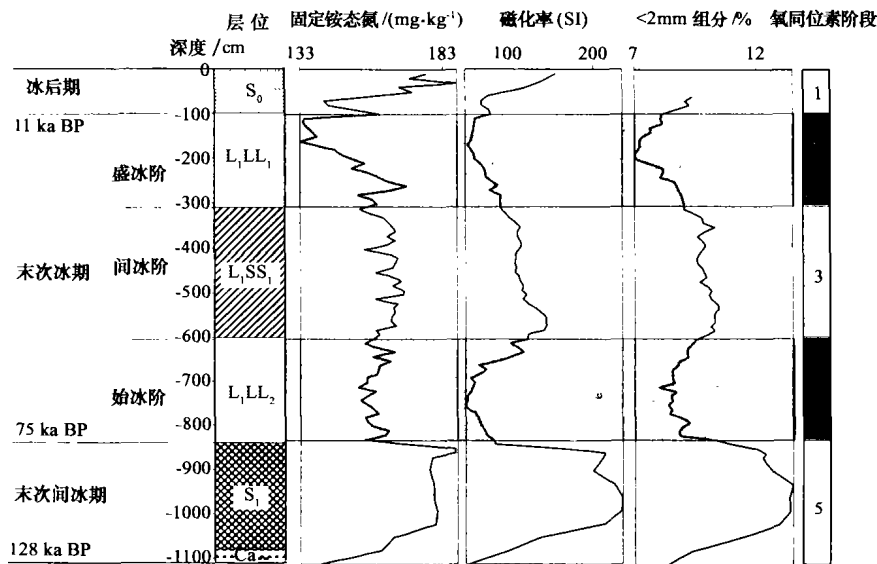 层位 固定铵态氮 /(mg·kg⁻¹) 磁化率 (SI) <2mm 组分 /% 氧同位素阶段
深度 /cm 133 183 100 200 7 12
0
冰后期 S₀ 1
-100
11 ka BP
-200
盛冰阶 L₁LL₁
-300
-400
末次冰期 间冰阶 L₁SS₁ 3
-500
-600
-700
始冰阶 L₁LL₂
-800
75 ka BP
-900
末次间冰期 S₁ 5
-1000
128 ka BP -1100 Ca